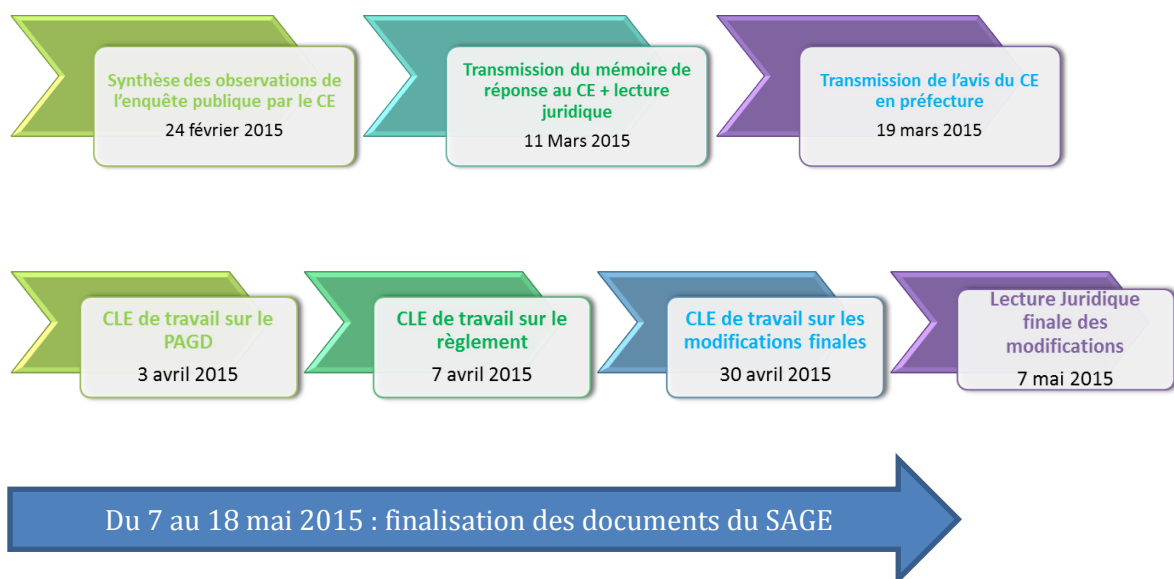 Synthèse des observations de
l'enquête publique par le CE
24 février 2015
Transmission du mémoire de
réponse au CE + lecture
juridique
11 Mars 2015
Transmission de l'avis du CE
en préfecture
19 mars 2015
CLE de travail sur le
PAGD
3 avril 2015
CLE de travail sur le
règlement
7 avril 2015
CLE de travail sur les
modifications finales
30 avril 2015
Lecture Juridique
finale des
modifications
7 mai 2015
Du 7 au 18 mai 2015 : finalisation des documents du SAGE